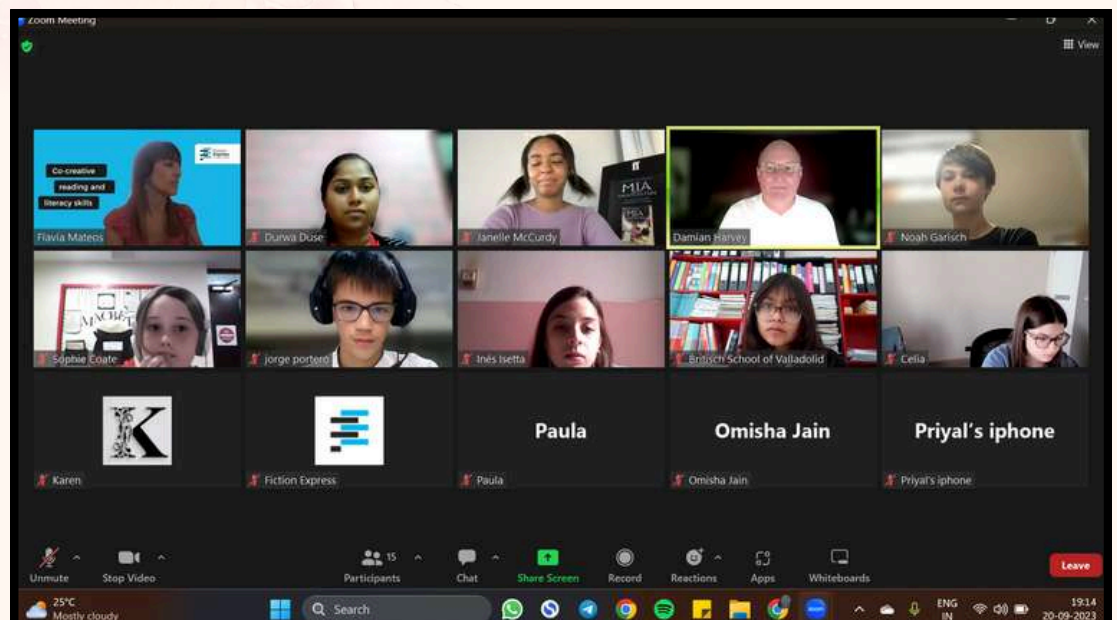 Zoom Meeting
View
Co-creative
reading and
literacy skills
Flavia Mateos
Durwa Duse
MIA
MIA
Janelle McCurdy
Damian Harvey
Noah Garisch
MACBETH
Sophie Coate
jorge portero
Inés Isetta
Britisch School of Valladolid
Celia
K
Karen
Fiction Express
Paula
Paula
Omisha Jain
Omisha Jain
Priyal's iphone
Priyal's iphone
Unmute
Stop Video
15
Participants
Chat
Share Screen
Record
Reactions
Apps
Whiteboards
Leave
25°C
Mostly cloudy
Search
ENG
IN
19:14
20-09-2023